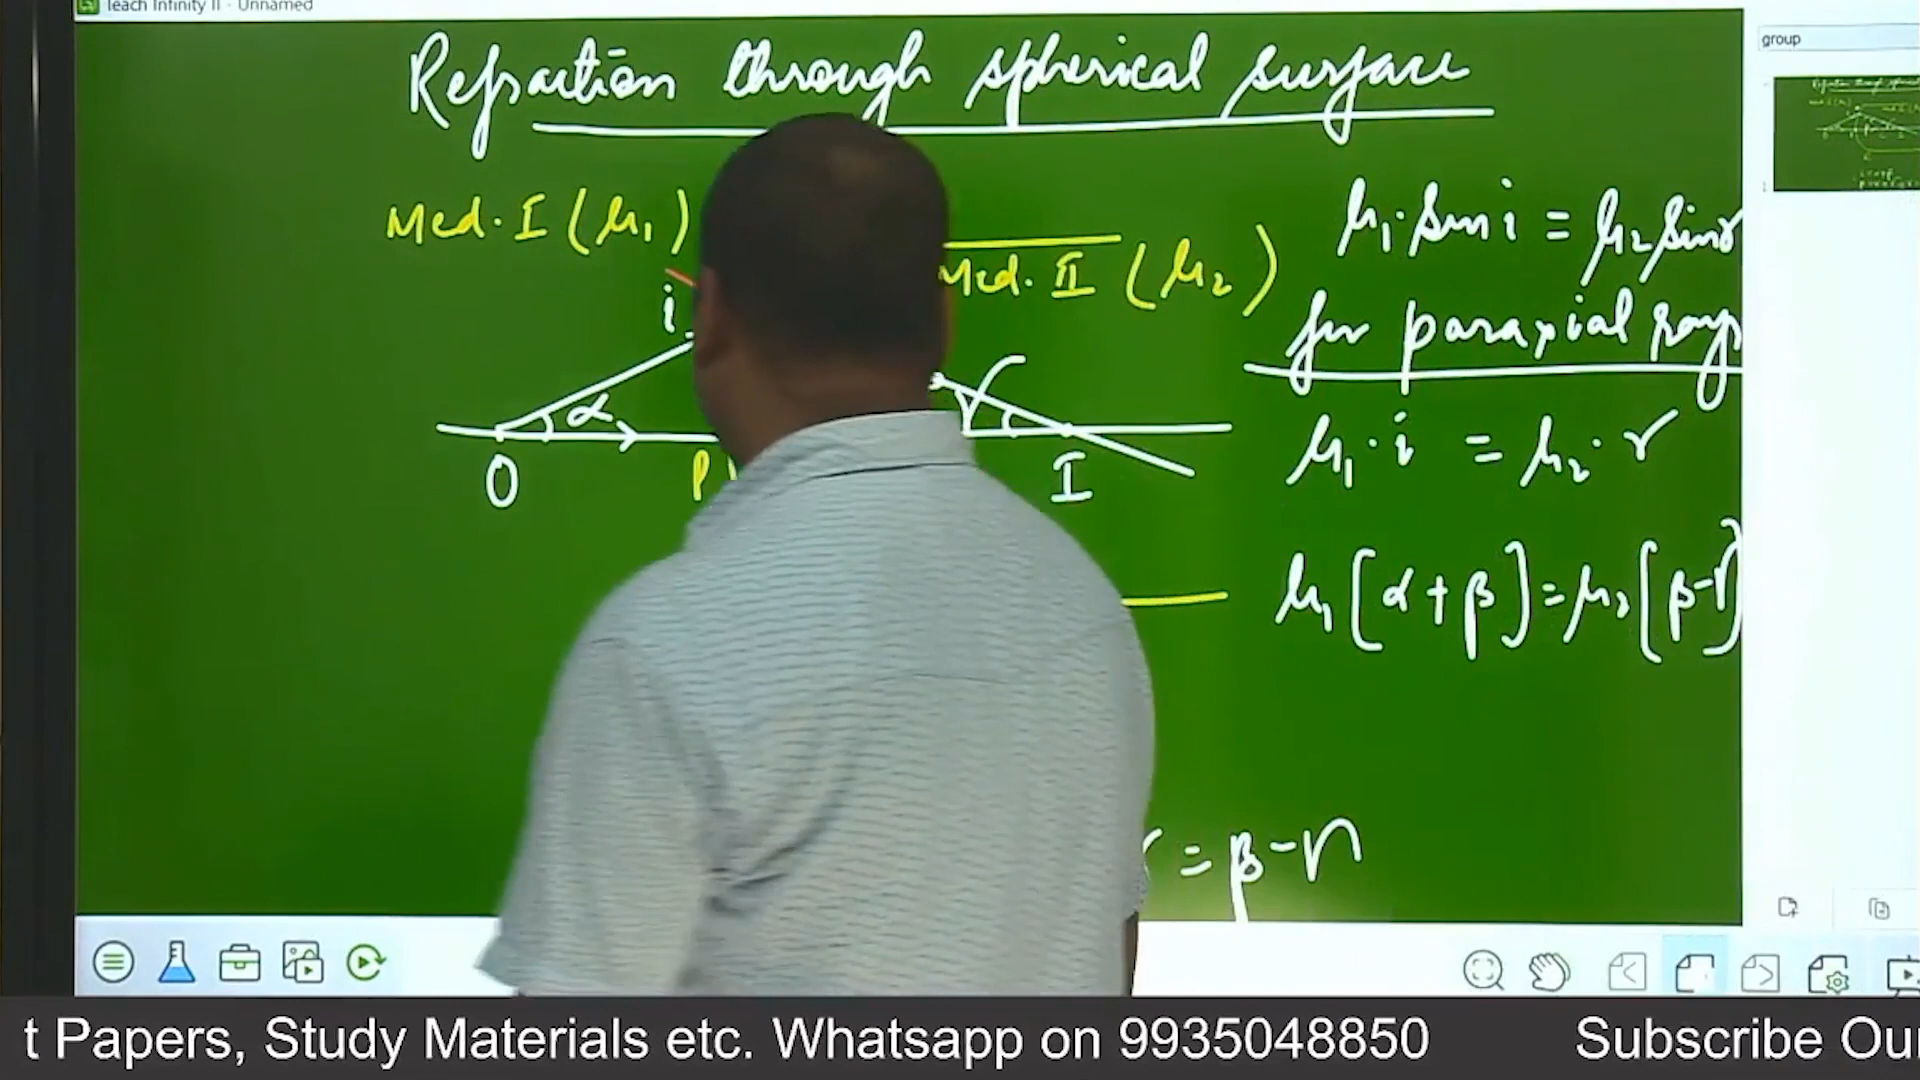 Teach Infinity II - Unnamed
group
Refraction through spherical surface
Med. I (μ₁)
Med. II (μ₂)
i
α
O
P
I
μ₁ · sin i = μ₂ sin r
for paraxial rays
μ₁ · i = μ₂ · r
μ₁ [α + β] = μ₂ [β - γ]
= β - γ
t Papers, Study Materials etc. Whatsapp on 9935048850
Subscribe Ou